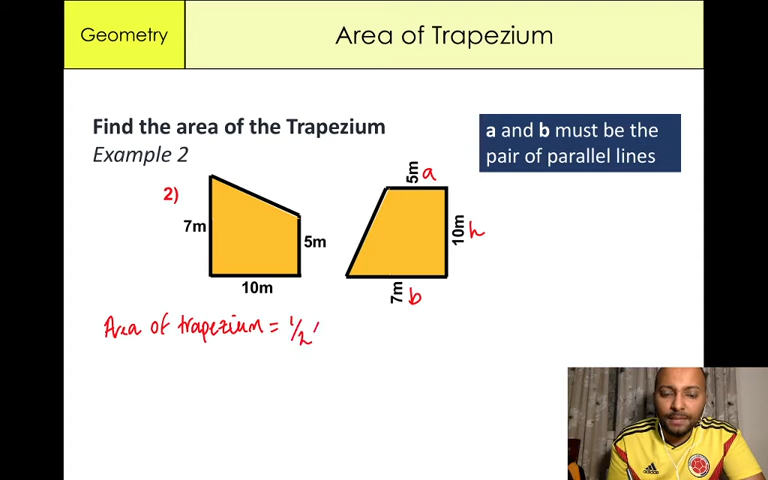 Geometry
Area of Trapezium
Find the area of the Trapezium
Example 2
a and b must be the
pair of parallel lines
2)
7m
5m
10m
5m a
10m h
7m b
Area of trapezium = 1/2
adidas